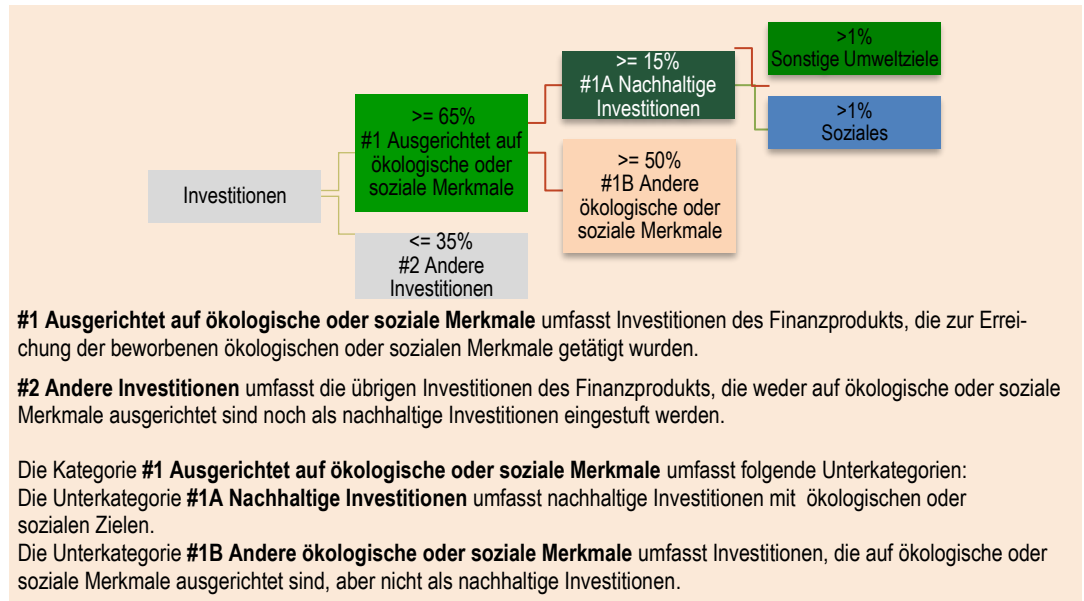 >1%
Sonstige Umweltziele
>= 15%
#1A Nachhaltige
Investitionen
>1%
Soziales
>= 65%
#1 Ausgerichtet auf
ökologische oder
soziale Merkmale
>= 50%
#1B Andere
ökologische oder
soziale Merkmale
Investitionen
<= 35%
#2 Andere
Investitionen
#1 Ausgerichtet auf ökologische oder soziale Merkmale umfasst Investitionen des Finanzprodukts, die zur Errei-
chung der beworbenen ökologischen oder sozialen Merkmale getätigt wurden.
#2 Andere Investitionen umfasst die übrigen Investitionen des Finanzprodukts, die weder auf ökologische oder soziale
Merkmale ausgerichtet sind noch als nachhaltige Investitionen eingestuft werden.
Die Kategorie #1 Ausgerichtet auf ökologische oder soziale Merkmale umfasst folgende Unterkategorien:
Die Unterkategorie #1A Nachhaltige Investitionen umfasst nachhaltige Investitionen mit ökologischen oder
sozialen Zielen.
Die Unterkategorie #1B Andere ökologische oder soziale Merkmale umfasst Investitionen, die auf ökologische oder
soziale Merkmale ausgerichtet sind, aber nicht als nachhaltige Investitionen.